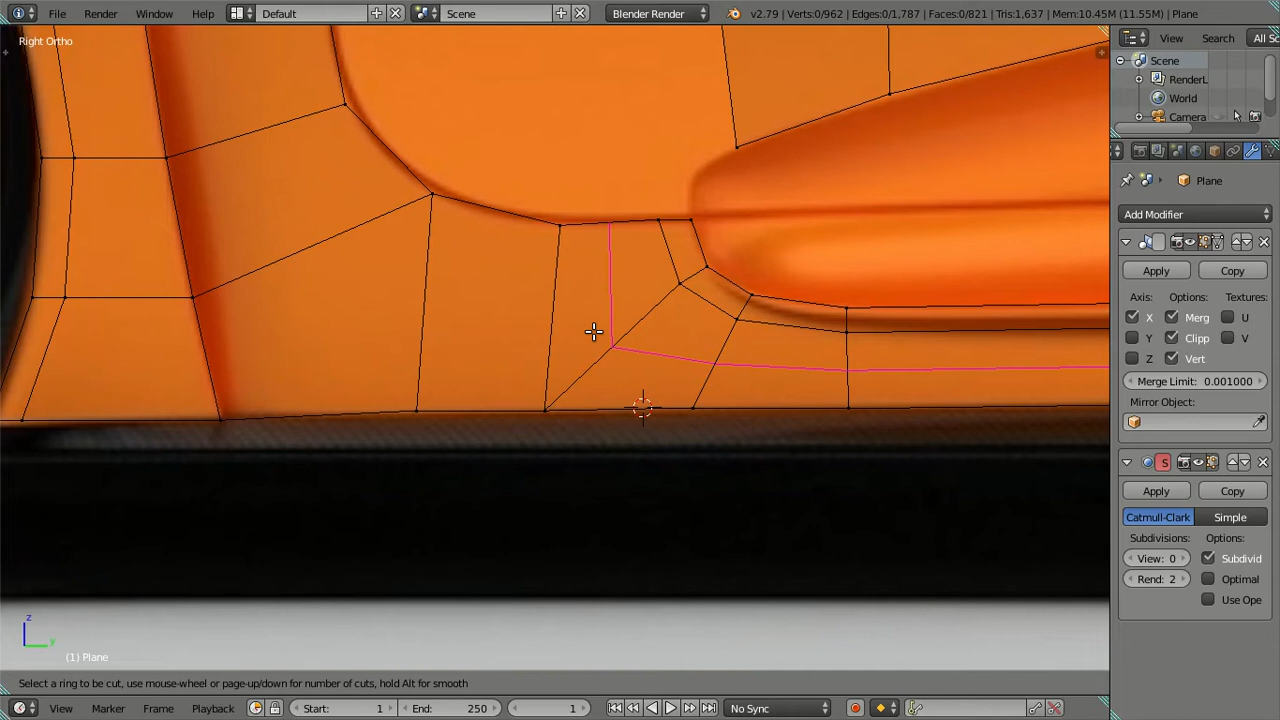 File Render Window Help Default Scene Blender Render v2.79 | Verts:0/962 | Edges:0/1,787 | Faces:0/821 | Tris:1,637 | Mem:10.45M (11.55M) | Plane
Right Ortho
View Search All Sc
Scene
RenderL
World
Camera
Plane
Add Modifier
Apply Copy
Axis: Options: Textures:
X Merg U
Y Clipp V
Z Vert
Merge Limit: 0.001000
Mirror Object:
S
Apply Copy
Catmull-Clark Simple
Subdivisions: Options:
View: 0 Subdivid
Rend: 2 Optimal
Use Ope
z
y
(1) Plane
Select a ring to be cut, use mouse-wheel or page-up/down for number of cuts, hold Alt for smooth
View Marker Frame Playback Start: 1 End: 250 1 No Sync